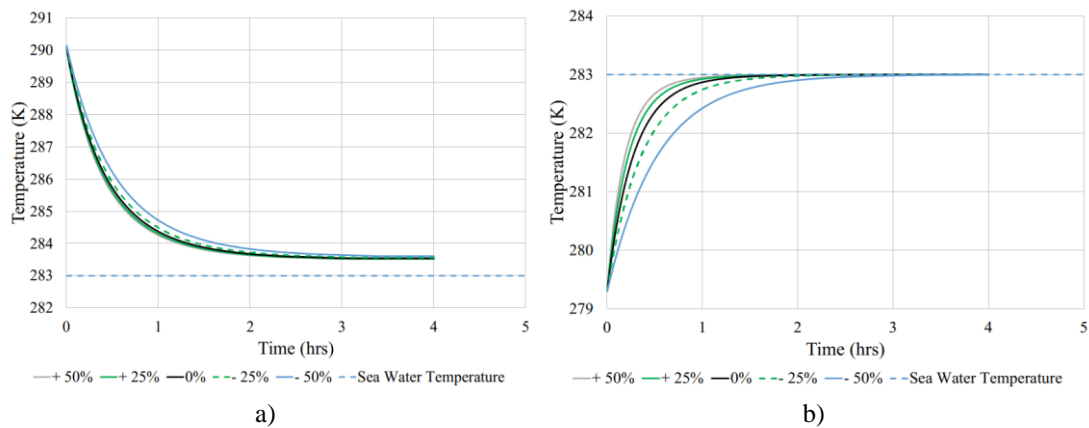 291
290
289
288
287
286
285
284
283
282
Temperature (K)
0 1 2 3 4 5
Time (hrs)
+ 50% + 25% 0% - 25% - 50% Sea Water Temperature
a)
284
283
282
281
280
279
Temperature (K)
0 1 2 3 4 5
Time (hrs)
+ 50% + 25% 0% - 25% - 50% Sea Water Temperature
b)